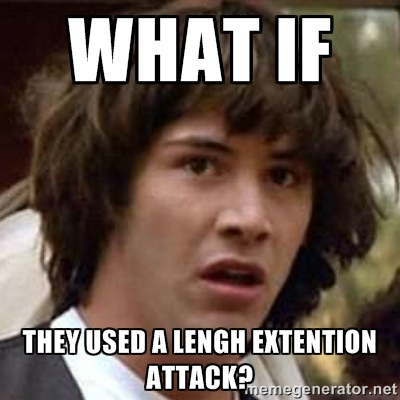 WHAT IF
THEY USED A LENGH EXTENTION
ATTACK?
memegenerator.net